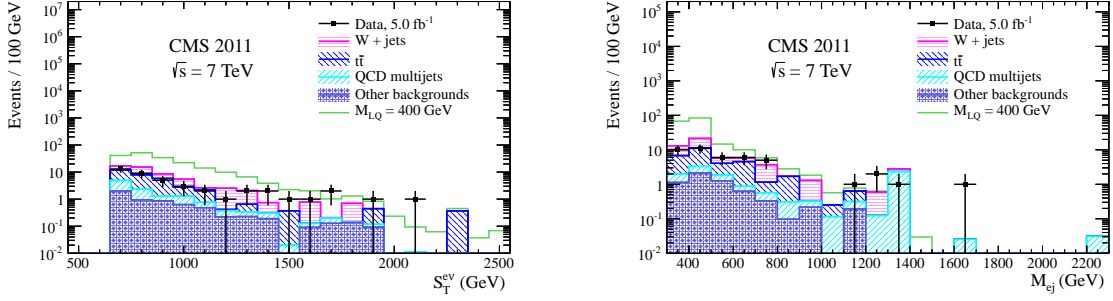 Events / 100 GeV
10⁷
10⁶
10⁵
10⁴
10³
10²
10
1
10⁻¹
10⁻²
CMS 2011
√s = 7 TeV
Data, 5.0 fb⁻¹
W + jets
tt̄
QCD multijets
Other backgrounds
M_LQ = 400 GeV
500 1000 1500 2000 2500
S_T^ev (GeV)
Events / 100 GeV
10⁵
10⁴
10³
10²
10
1
10⁻¹
10⁻²
CMS 2011
√s = 7 TeV
Data, 5.0 fb⁻¹
W + jets
tt̄
QCD multijets
Other backgrounds
M_LQ = 400 GeV
400 600 800 1000 1200 1400 1600 1800 2000 2200
M_ej (GeV)